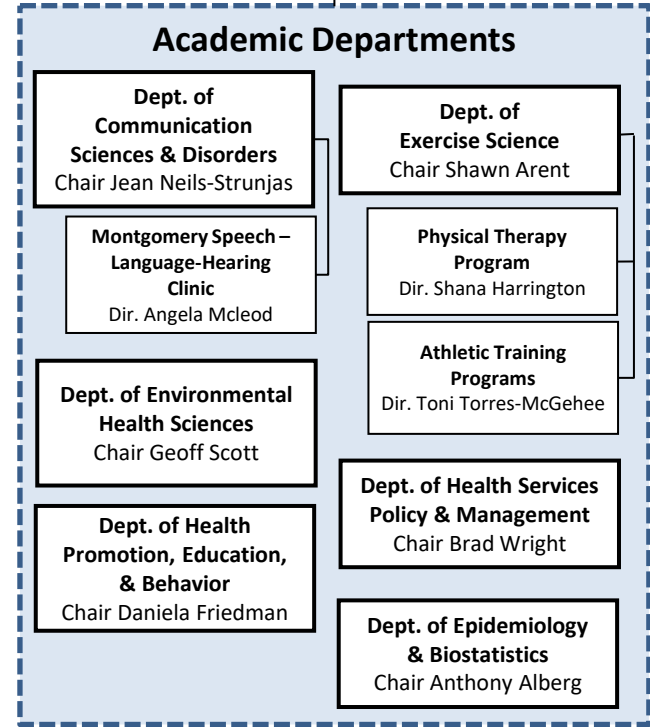 Academic Departments
Dept. of
Communication
Sciences & Disorders
Chair Jean Neils-Strunjas
Montgomery Speech –
Language-Hearing
Clinic
Dir. Angela Mcleod
Dept. of Environmental
Health Sciences
Chair Geoff Scott
Dept. of Health
Promotion, Education,
& Behavior
Chair Daniela Friedman
Dept. of
Exercise Science
Chair Shawn Arent
Physical Therapy
Program
Dir. Shana Harrington
Athletic Training
Programs
Dir. Toni Torres-McGehee
Dept. of Health Services
Policy & Management
Chair Brad Wright
Dept. of Epidemiology
& Biostatistics
Chair Anthony Alberg